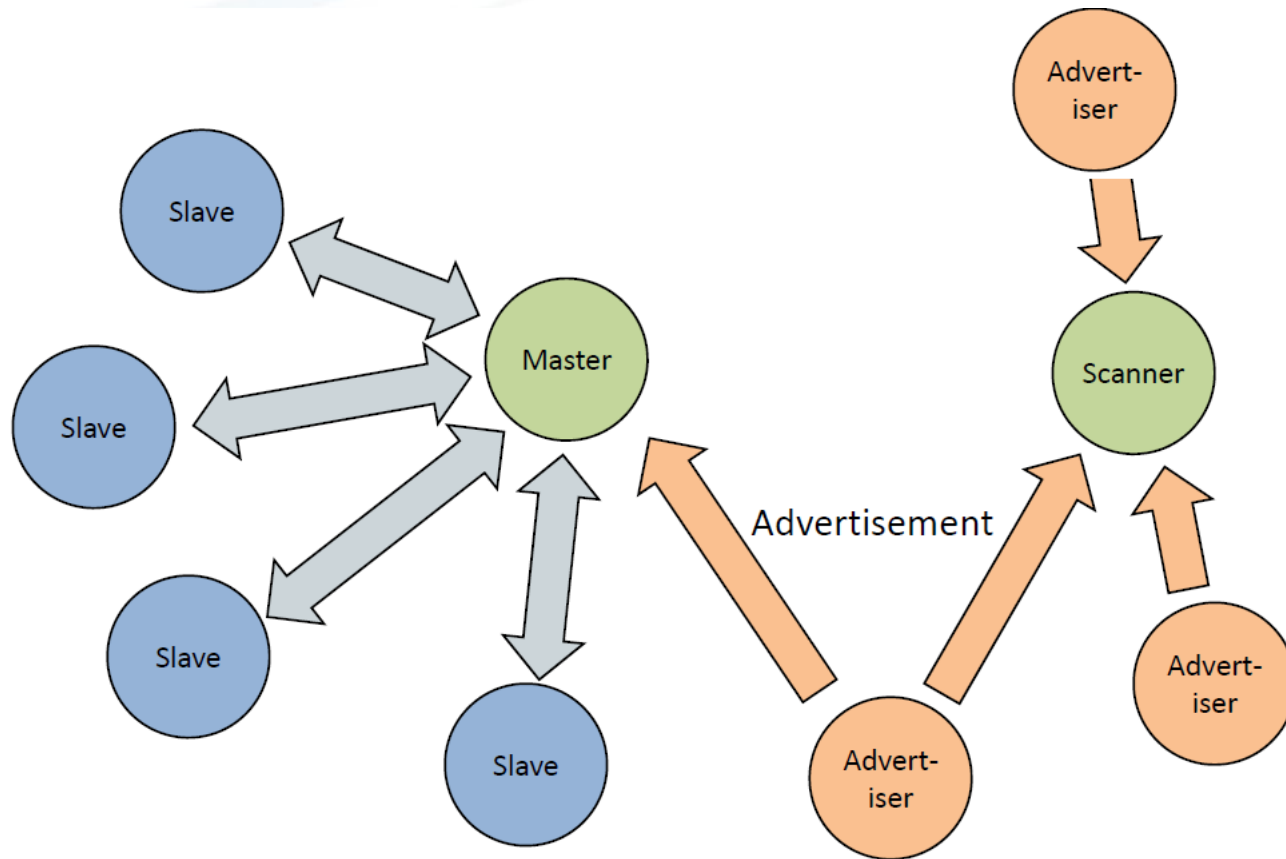 Advert-
iser
Slave
Master
Scanner
Slave
Advertisement
Slave
Advert-
iser
Slave
Advert-
iser